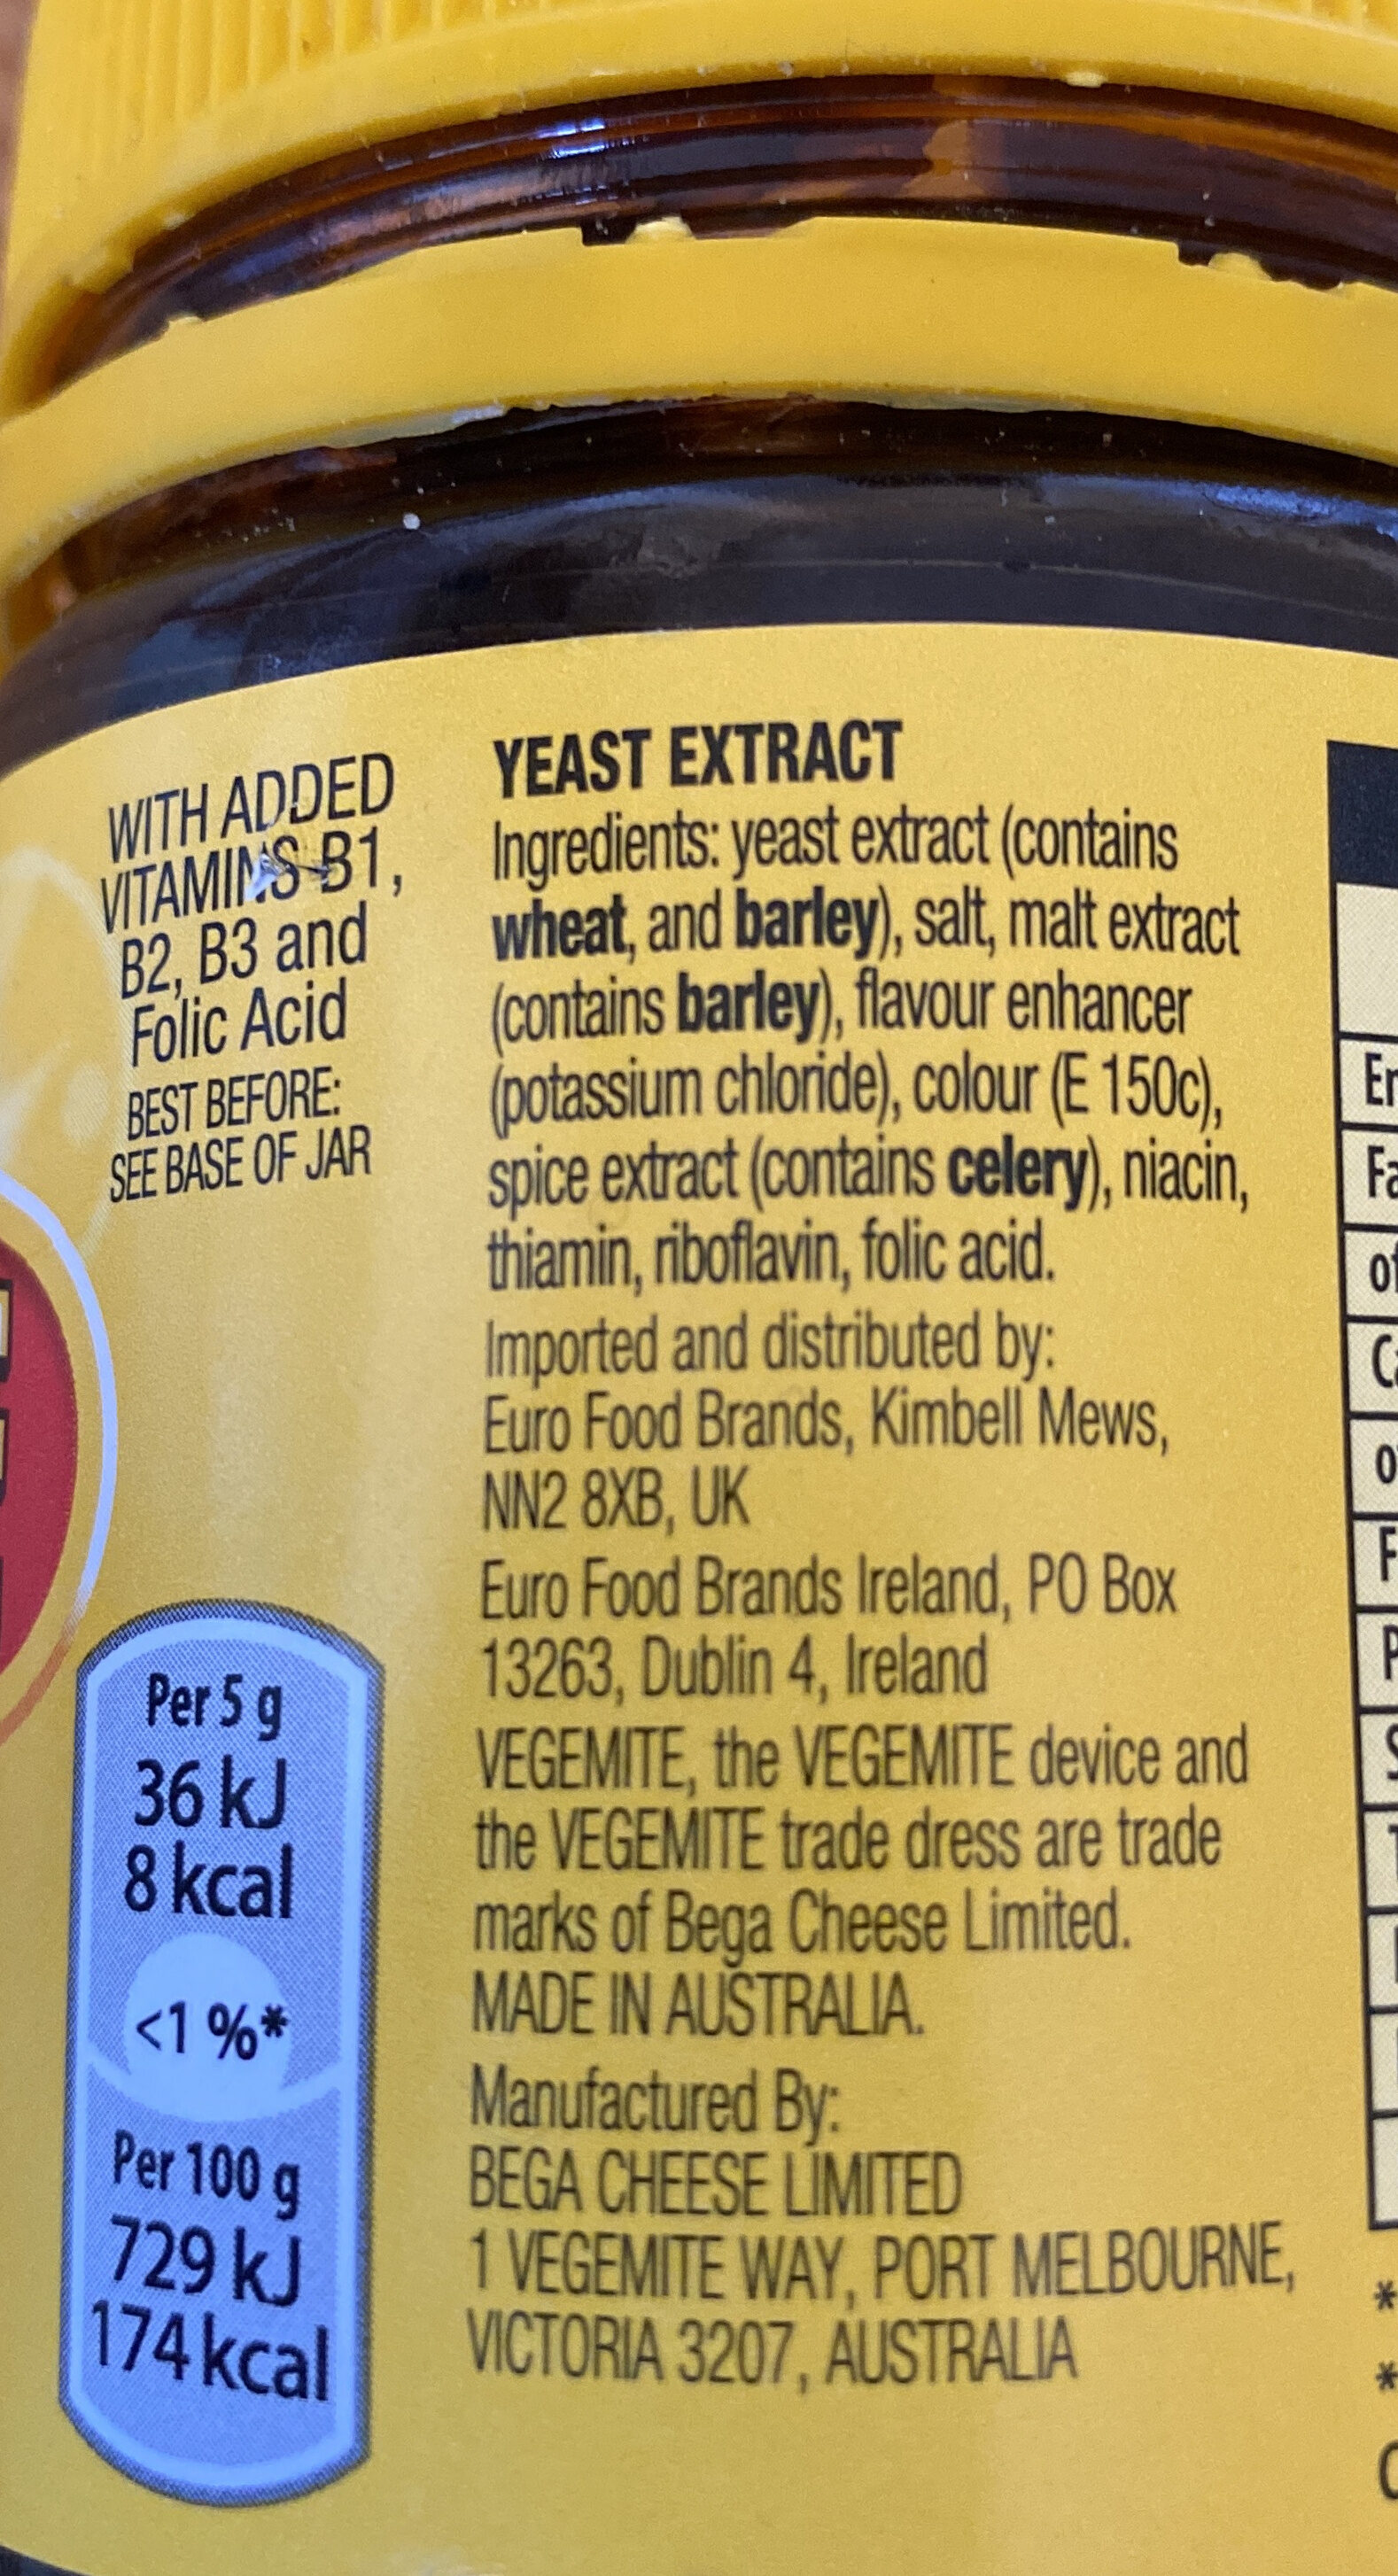 WITH ADDED
VITAMINS B1,
B2, B3 and
Folic Acid
BEST BEFORE:
SEE BASE OF JAR
Per 5 g
36 kJ
8 kcal
<1 %*
Per 100 g
729 kJ
174 kcal
YEAST EXTRACT
Ingredients: yeast extract (contains
wheat, and barley), salt, malt extract
(contains barley), flavour enhancer
(potassium chloride), colour (E 150c),
spice extract (contains celery), niacin,
thiamin, riboflavin, folic acid.
Imported and distributed by:
Euro Food Brands, Kimbell Mews,
NN2 8XB, UK
Euro Food Brands Ireland, PO Box
13263, Dublin 4, Ireland
VEGEMITE, the VEGEMITE device and
the VEGEMITE trade dress are trade
marks of Bega Cheese Limited.
MADE IN AUSTRALIA.
Manufactured By:
BEGA CHEESE LIMITED
1 VEGEMITE WAY, PORT MELBOURNE,
VICTORIA 3207, AUSTRALIA